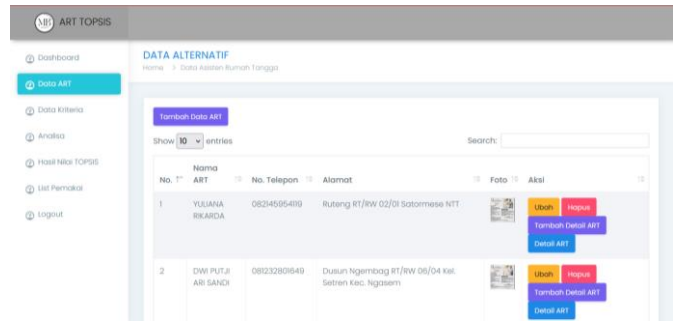 MB ART TOPSIS
Dashboard
DATA ALTERNATIF
Home > Data Asisten Rumah Tangga
Data ART
Data Kriteria
Analisa
Hasil Nilai TOPSIS
List Pemakai
Logout
Tambah Data ART
Show 10 entries
Search:
No.
Nama ART
No. Telepon
Alamat
Foto
Aksi
1
YULIANA RIKARDA
Ruteng RT/RW 02/01 Satarmese NTT
Ubah
Hapus
Tambah Detail ART
Detail ART
2
DWI PUTJI ARI SANDI
081232801649
Dusun Ngembag RT/RW 06/04 Kel.
Setren Kec. Ngasem
Ubah
Hapus
Tambah Detail ART
Detail ART